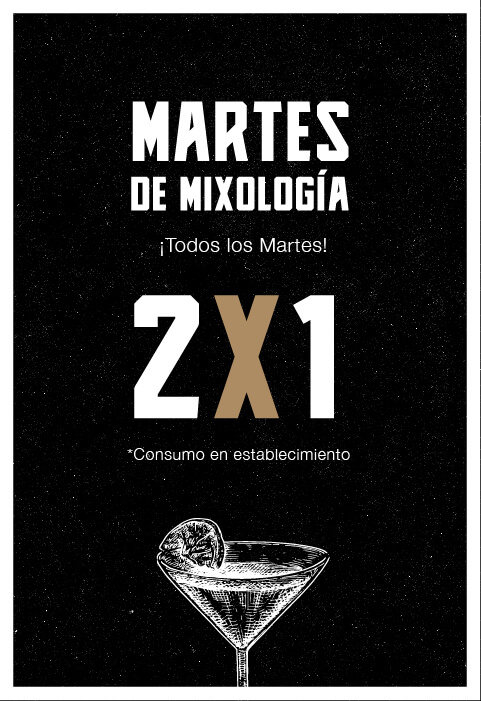 MARTES
DE MIXOLOGÍA
¡Todos los Martes!
2X1
*Consumo en establecimiento